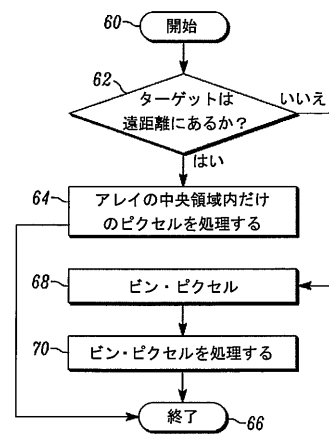 60
開始
62
ターゲットは
遠距離にあるか?
いいえ
はい
64
アレイの中央領域内だけ
のピクセルを処理する
68
ビン・ピクセル
70
ビン・ピクセルを処理する
終了
66